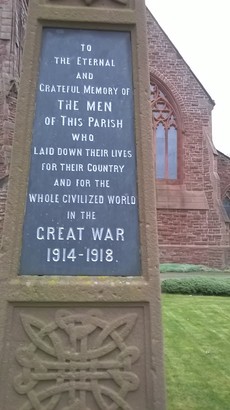 TO
THE ETERNAL
AND
GRATEFUL MEMORY OF
THE MEN
OF THIS PARISH
WHO
LAID DOWN THEIR LIVES
FOR THEIR COUNTRY
AND FOR THE
WHOLE CIVILIZED WORLD
IN THE
GREAT WAR
1914-1918.